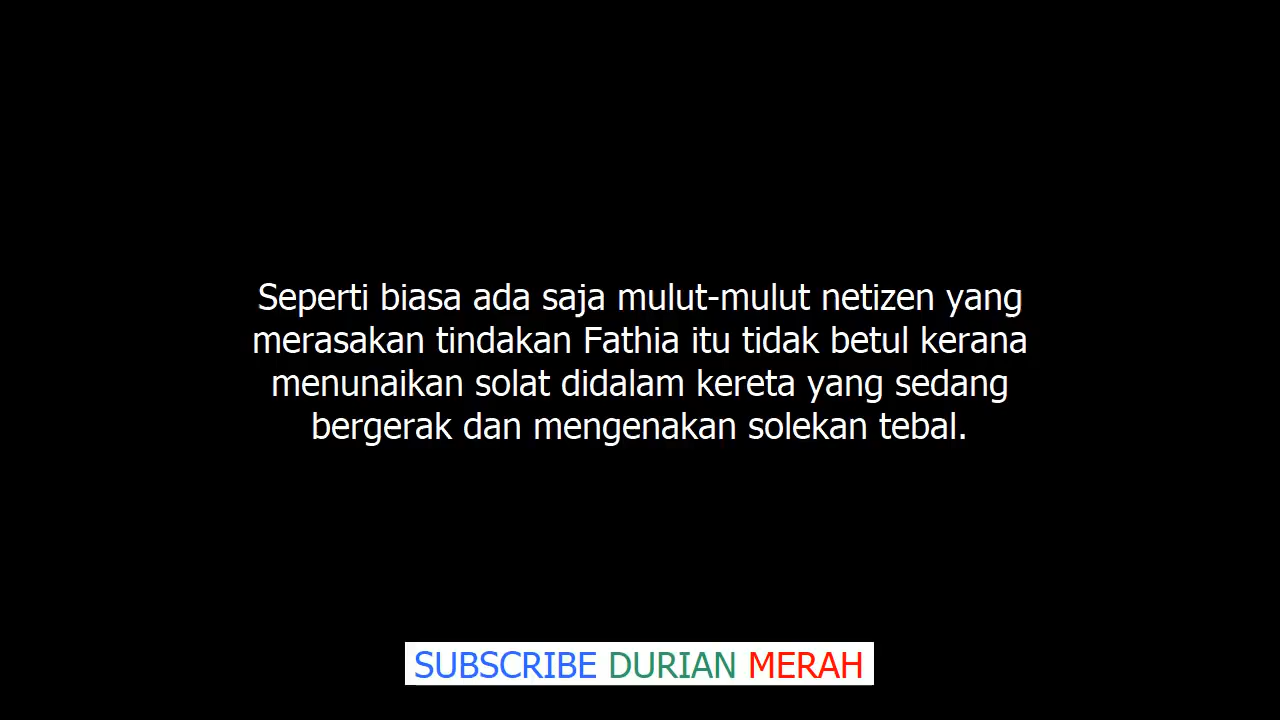 Seperti biasa ada saja mulut-mulut netizen yang
merasakan tindakan Fathia itu tidak betul kerana
menunaikan solat didalam kereta yang sedang
bergerak dan mengenakan solekan tebal.
SUBSCRIBE DURIAN MERAH